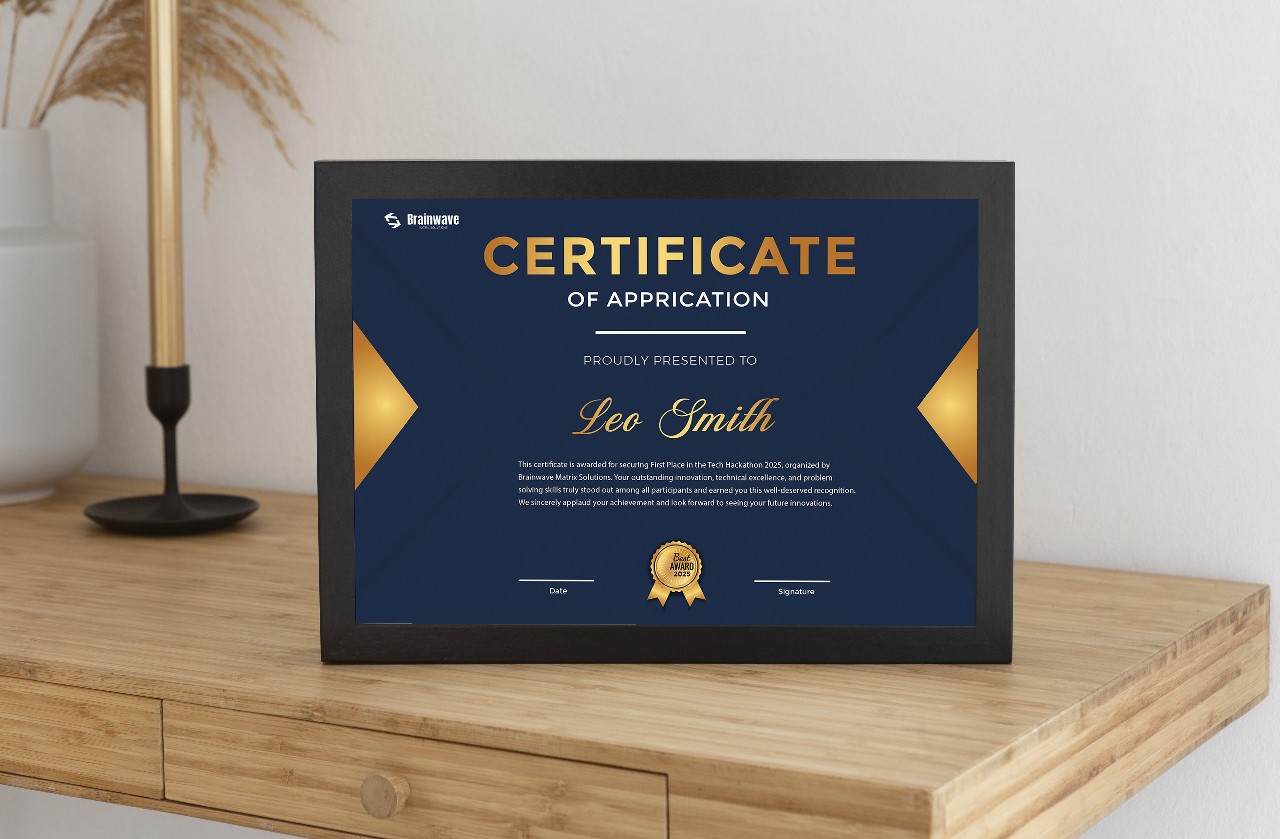 Brainwave
MATRIX SOLUTIONS
CERTIFICATE
OF APPRICATION
PROUDLY PRESENTED TO
Leo Smith
This certificate is awarded for securing First Place in the Tech Hackathon 2025, organized by
Brainwave Matrix Solutions. Your outstanding innovation, technical excellence, and problem
solving skills truly stood out among all participants and earned you this well-deserved recognition.
We sincerely applaud your achievement and look forward to seeing your future innovations.
Best
AWARD
2025
Date
Signature